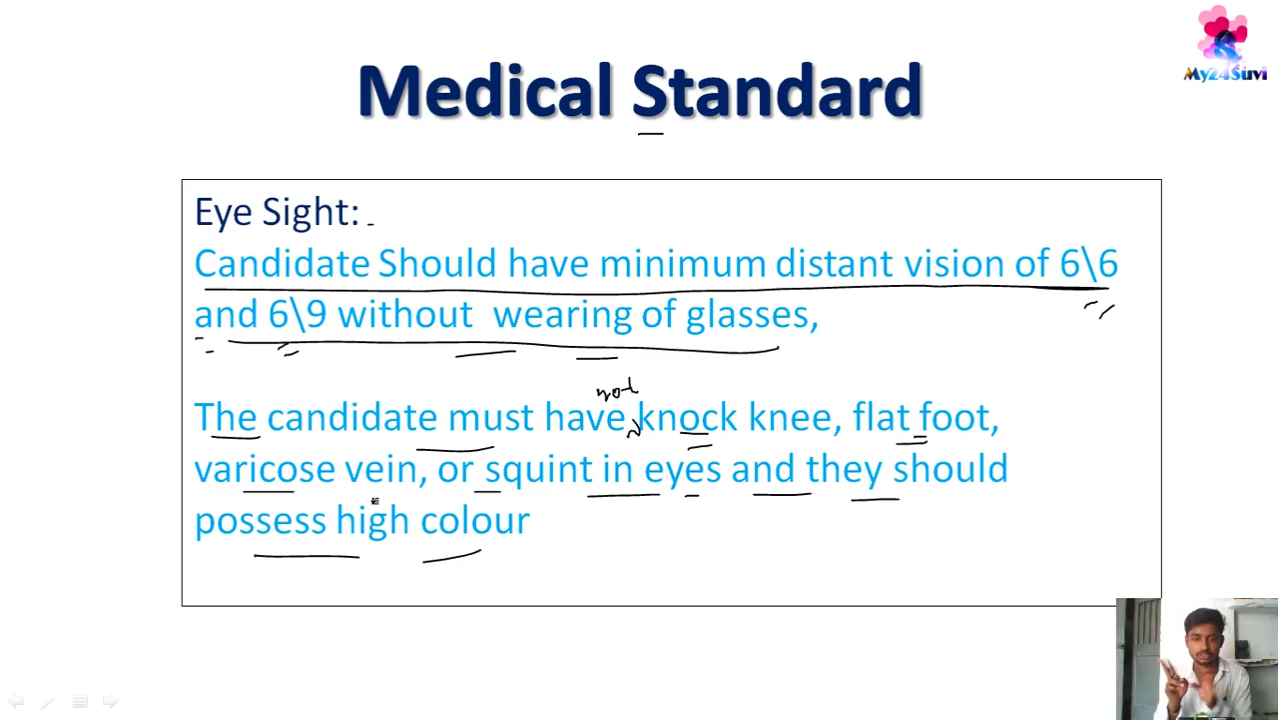 My24Suvi
Medical Standard
Eye Sight:
Candidate Should have minimum distant vision of 6\6
and 6\9 without wearing of glasses,
not
The candidate must have knock knee, flat foot,
varicose vein, or squint in eyes and they should
possess high colour